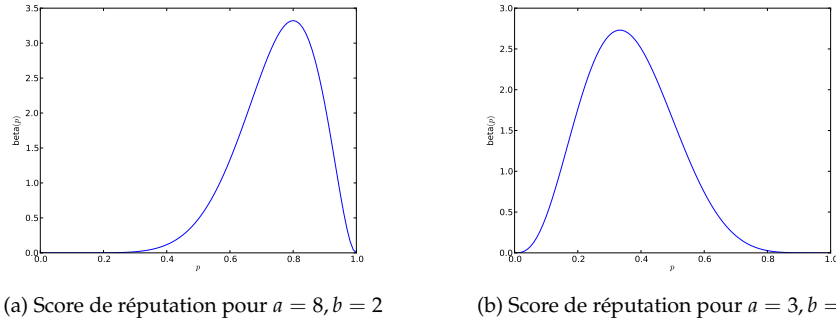 3.5
3.0
2.5
2.0
1.5
1.0
0.5
0.0
beta(p)
0.0 0.2 0.4 0.6 0.8 1.0
p
(a) Score de réputation pour a = 8, b = 2
3.0
2.5
2.0
1.5
1.0
0.5
0.0
beta(p)
0.0 0.2 0.4 0.6 0.8 1.0
p
(b) Score de réputation pour a = 3, b =